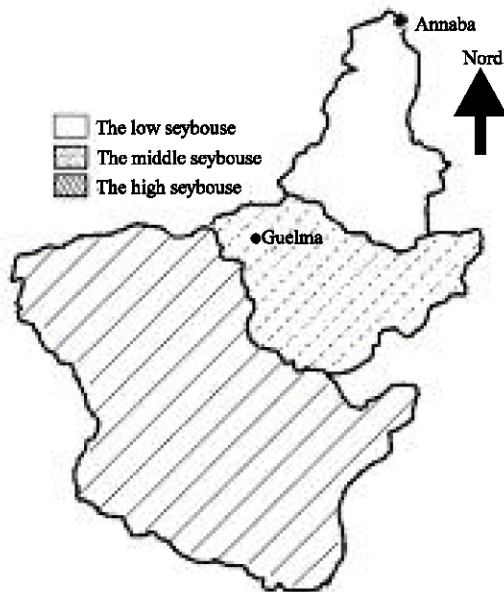 Annaba
Nord
The low seybouse
The middle seybouse
The high seybouse
Guelma